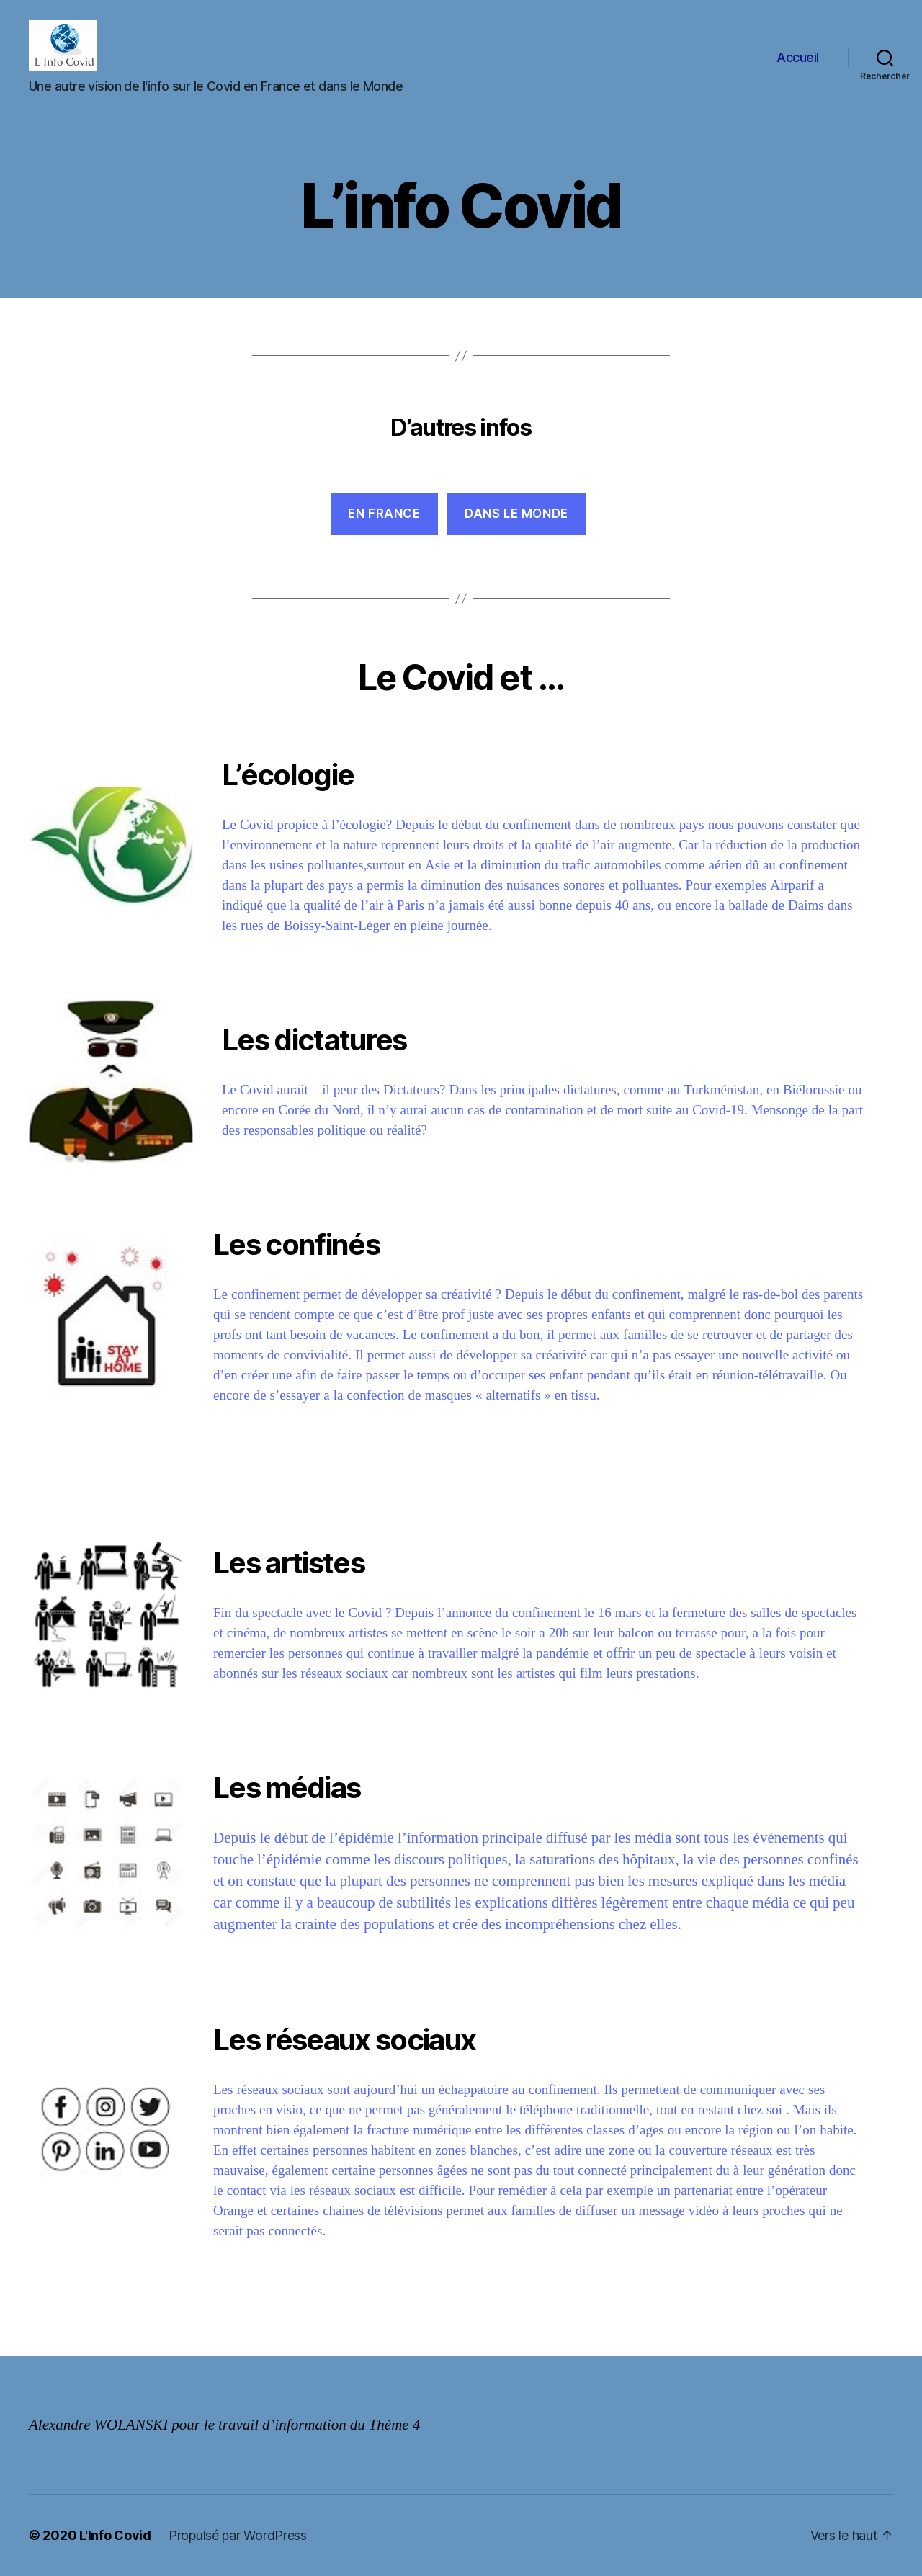 L'Info Covid
Une autre vision de l'info sur le Covid en France et dans le Monde
Accueil
Rechercher
L’info Covid
//
D’autres infos
EN FRANCE
DANS LE MONDE
//
Le Covid et ...
L’écologie
Le Covid propice à l’écologie? Depuis le début du confinement dans de nombreux pays nous pouvons constater que
l’environnement et la nature reprennent leurs droits et la qualité de l’air augmente. Car la réduction de la production
dans les usines polluantes,surtout en Asie et la diminution du trafic automobiles comme aérien dû au confinement
dans la plupart des pays a permis la diminution des nuisances sonores et polluantes. Pour exemples Airparif a
indiqué que la qualité de l’air à Paris n’a jamais été aussi bonne depuis 40 ans, ou encore la ballade de Daims dans
les rues de Boissy-Saint-Léger en pleine journée.
Les dictatures
Le Covid aurait – il peur des Dictateurs? Dans les principales dictatures, comme au Turkménistan, en Biélorussie ou
encore en Corée du Nord, il n’y aurai aucun cas de contamination et de mort suite au Covid-19. Mensonge de la part
des responsables politique ou réalité?
STAY
AT
HOME
Les confinés
Le confinement permet de développer sa créativité ? Depuis le début du confinement, malgré le ras-de-bol des parents
qui se rendent compte ce que c’est d’être prof juste avec ses propres enfants et qui comprennent donc pourquoi les
profs ont tant besoin de vacances. Le confinement a du bon, il permet aux familles de se retrouver et de partager des
moments de convivialité. Il permet aussi de développer sa créativité car qui n’a pas essayer une nouvelle activité ou
d’en créer une afin de faire passer le temps ou d’occuper ses enfant pendant qu’ils était en réunion-télétravaille. Ou
encore de s’essayer a la confection de masques « alternatifs » en tissu.
Les artistes
Fin du spectacle avec le Covid ? Depuis l’annonce du confinement le 16 mars et la fermeture des salles de spectacles
et cinéma, de nombreux artistes se mettent en scène le soir a 20h sur leur balcon ou terrasse pour, a la fois pour
remercier les personnes qui continue à travailler malgré la pandémie et offrir un peu de spectacle à leurs voisin et
abonnés sur les réseaux sociaux car nombreux sont les artistes qui film leurs prestations.
Les médias
Depuis le début de l’épidémie l’information principale diffusé par les média sont tous les événements qui
touche l’épidémie comme les discours politiques, la saturations des hôpitaux, la vie des personnes confinés
et on constate que la plupart des personnes ne comprennent pas bien les mesures expliqué dans les média
car comme il y a beaucoup de subtilités les explications diffères légèrement entre chaque média ce qui peu
augmenter la crainte des populations et crée des incompréhensions chez elles.
Les réseaux sociaux
Les réseaux sociaux sont aujourd’hui un échappatoire au confinement. Ils permettent de communiquer avec ses
proches en visio, ce que ne permet pas généralement le téléphone traditionnelle, tout en restant chez soi . Mais ils
montrent bien également la fracture numérique entre les différentes classes d’ages ou encore la région ou l’on habite.
En effet certaines personnes habitent en zones blanches, c’est adire une zone ou la couverture réseaux est très
mauvaise, également certaine personnes âgées ne sont pas du tout connecté principalement du à leur génération donc
le contact via les réseaux sociaux est difficile. Pour remédier à cela par exemple un partenariat entre l’opérateur
Orange et certaines chaines de télévisions permet aux familles de diffuser un message vidéo à leurs proches qui ne
serait pas connectés.
Alexandre WOLANSKI pour le travail d’information du Thème 4
© 2020 L'Info Covid
Propulsé par WordPress
Vers le haut ↑